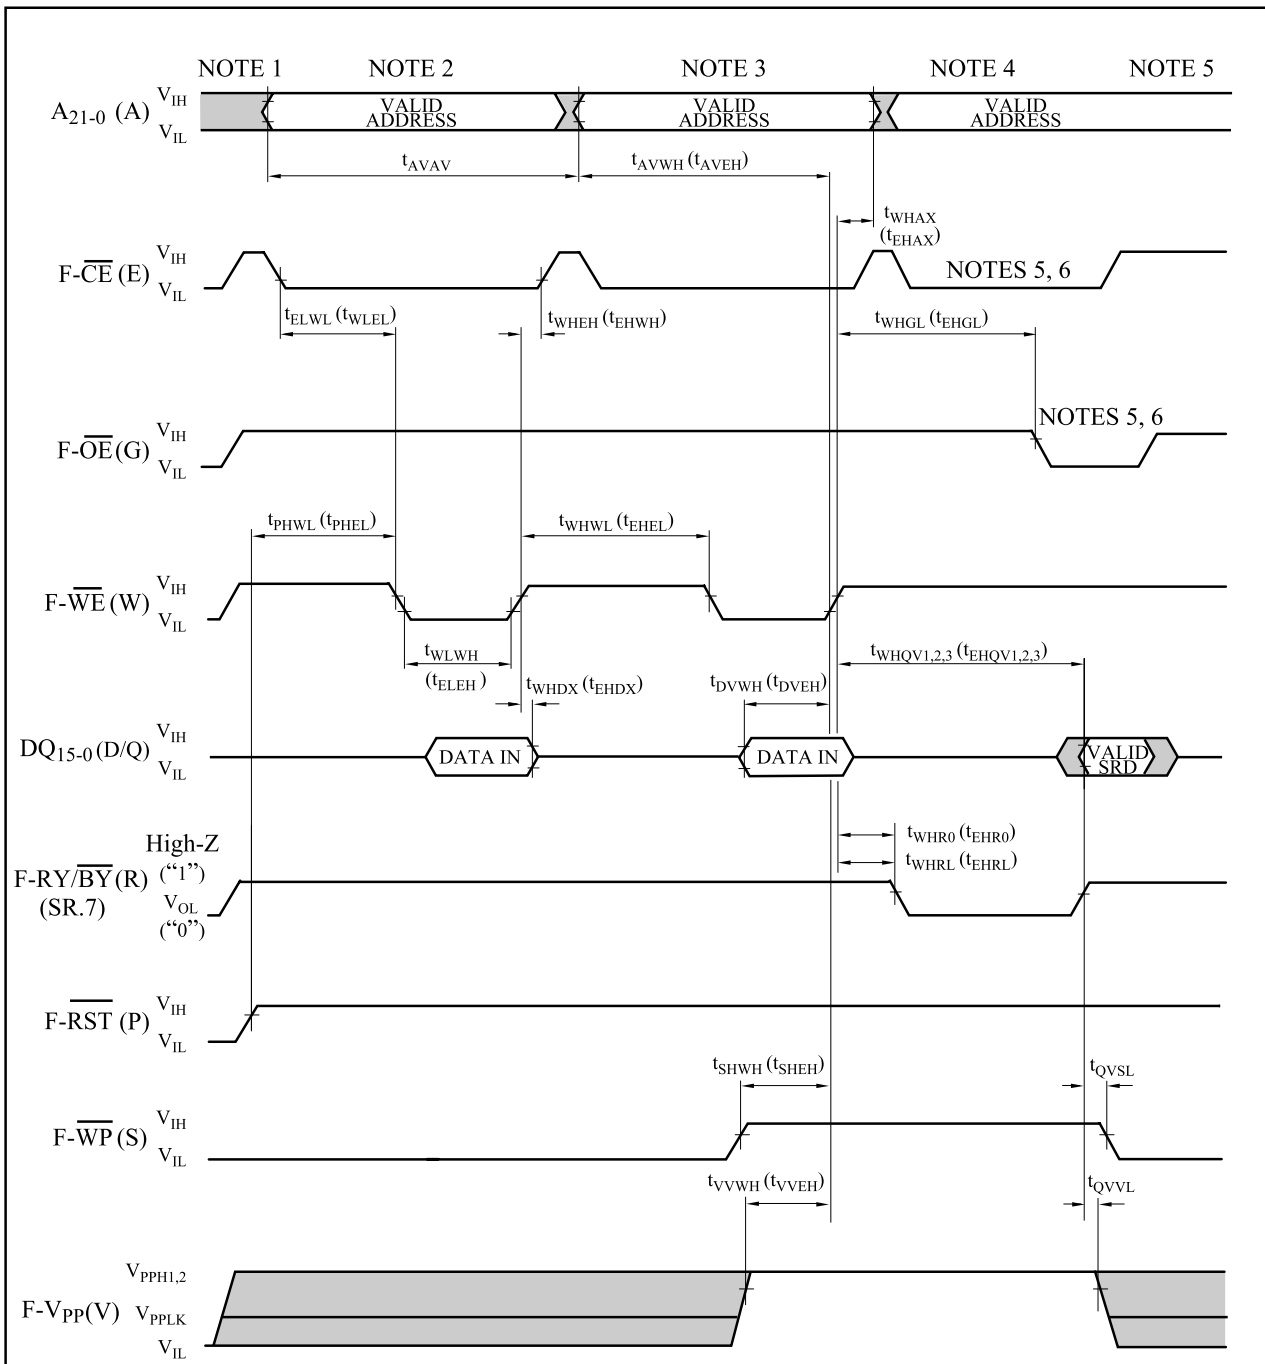 NOTE 1 NOTE 2 NOTE 3 NOTE 4 NOTE 5
A21-0 (A) VIH VIL VALID ADDRESS VALID ADDRESS VALID ADDRESS
tAVAV tAVWH (tAVEH)
tWHAX
(tEHAX)
F-CE (E) VIH VIL NOTES 5, 6
tELWL (tWLEL) tWHEH (tEHWH) tWHGL (tEHGL)
F-OE (G) VIH VIL NOTES 5, 6
tPHWL (tPHEL) tWHWL (tEHEL)
F-WE (W) VIH VIL
tWLWH
(tELEH)
tWHDX (tEHDX) tDVWH (tDVEH) tWHQV1,2,3 (tEHQV1,2,3)
DQ15-0 (D/Q) VIH VIL DATA IN DATA IN VALID SRD
tWHR0 (tEHR0)
tWHRL (tEHRL)
High-Z
("1")
F-RY/BY (R)
(SR.7)
VOL
("0")
F-RST (P) VIH VIL
tSHWH (tSHEH) tQVSL
F-WP (S) VIH VIL
tVVWH (tVVEH) tQVVL
F-VPP (V) VPPH1,2 VPPLK VIL